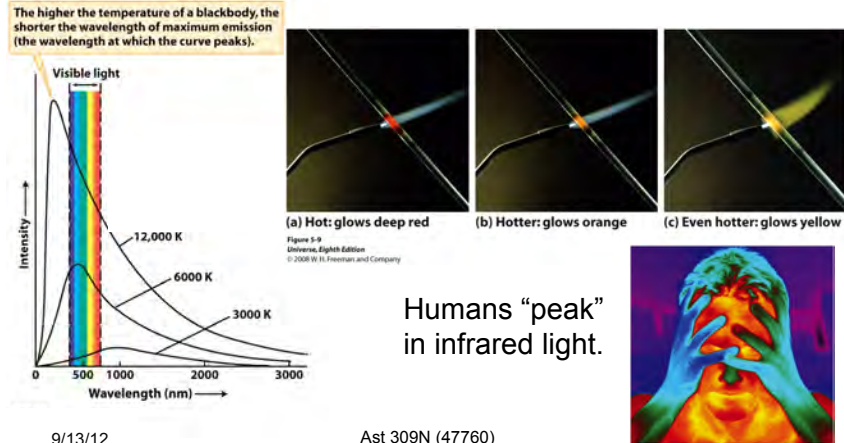 The higher the temperature of a blackbody, the
shorter the wavelength of maximum emission
(the wavelength at which the curve peaks).
Visible light
Intensity
12,000 K
6000 K
3000 K
0 500 1000 2000 3000
Wavelength (nm)
(a) Hot: glows deep red
(b) Hotter: glows orange
(c) Even hotter: glows yellow
Figure 5-9
Universe, Eighth Edition
© 2008 W. H. Freeman and Company
Humans “peak”
in infrared light.
9/13/12
Ast 309N (47760)